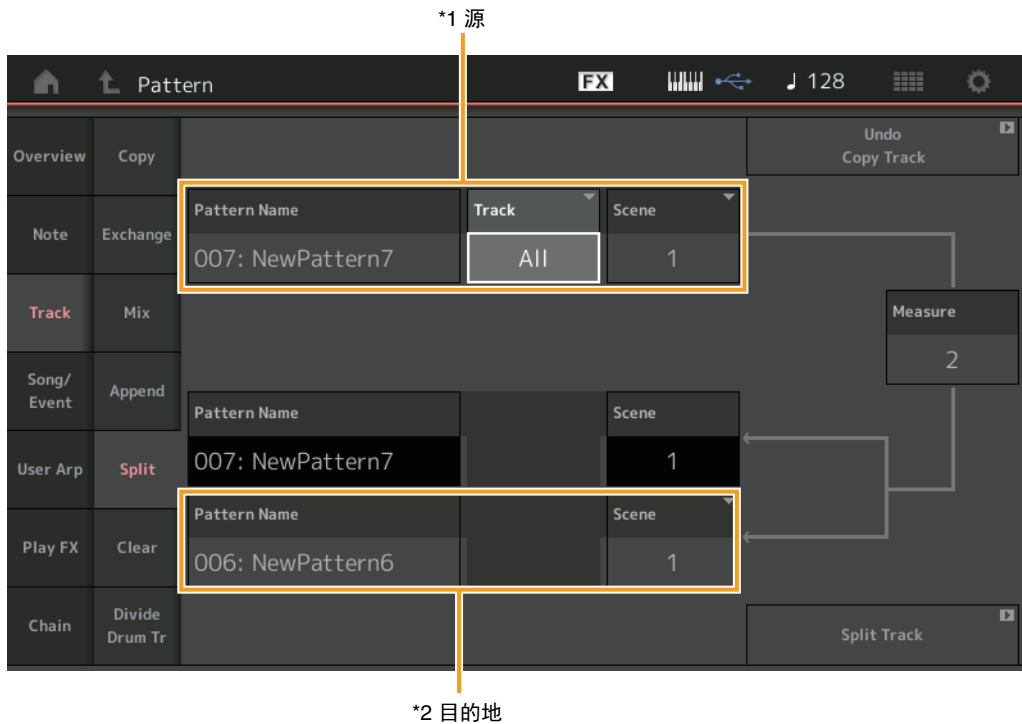 *1 源
Pattern
FX
128
Overview
Copy
Undo
Copy Track
Pattern Name
Track
Scene
Note
Exchange
007: NewPattern7
All
1
Track
Mix
Measure
2
Song/
Event
Append
Pattern Name
Scene
User Arp
Split
007: NewPattern7
1
Pattern Name
Scene
Play FX
Clear
006: NewPattern6
1
Chain
Divide
Drum Tr
Split Track
*2 目的地